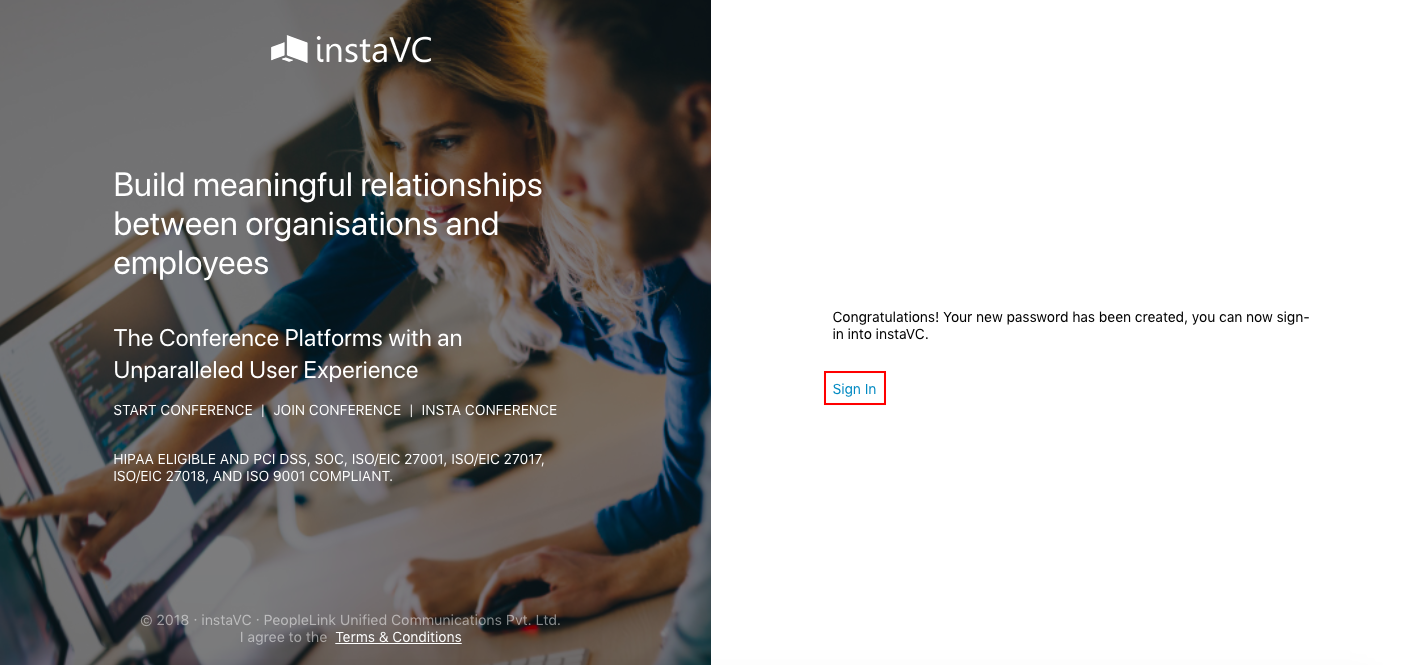 instaVC
Build meaningful relationships
between organisations and
employees
The Conference Platforms with an
Unparalleled User Experience
START CONFERENCE | JOIN CONFERENCE | INSTA CONFERENCE
HIPAA ELIGIBLE AND PCI DSS, SOC, ISO/EIC 27001, ISO/EIC 27017,
ISO/EIC 27018, AND ISO 9001 COMPLIANT.
© 2018 · instaVC · PeopleLink Unified Communications Pvt. Ltd.
I agree to the Terms & Conditions
Congratulations! Your new password has been created, you can now sign-
in into instaVC.
Sign In